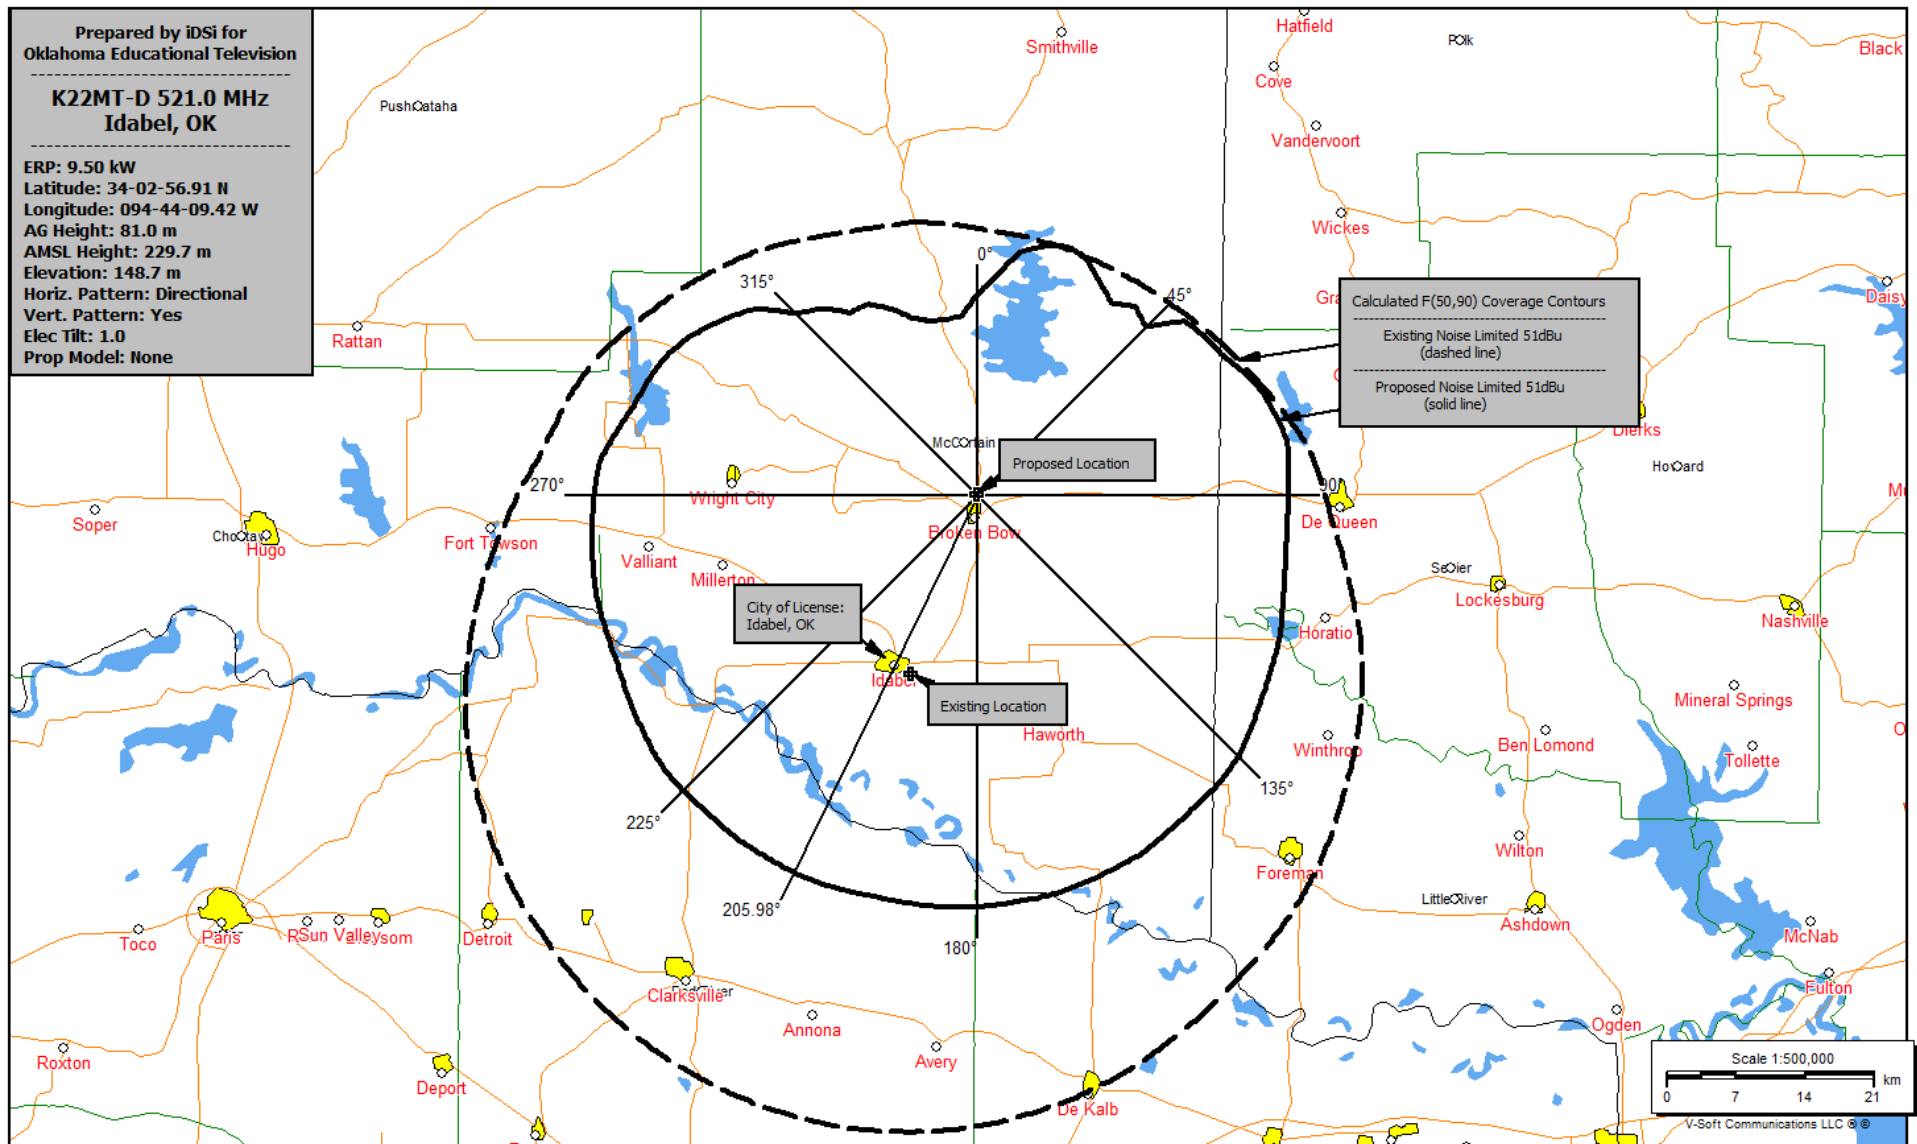 Prepared by iDSi for
Oklahoma Educational Television
K22MT-D 521.0 MHz
Idabel, OK
ERP: 9.50 kW
Latitude: 34-02-56.91 N
Longitude: 094-44-09.42 W
AG Height: 81.0 m
AMSL Height: 229.7 m
Elevation: 148.7 m
Horiz. Pattern: Directional
Vert. Pattern: Yes
Elec Tilt: 1.0
Prop Model: None
Pushmataha
Smithville
Hatfield
Polk
Black
Cove
Vandervoort
Wickes
0°
315°
45°
Daisy
Calculated F(50,90) Coverage Contours
Existing Noise Limited 51dBu
(dashed line)
Proposed Noise Limited 51dBu
(solid line)
Rattan
Dierks
McCurtain
Proposed Location
Howard
270°
90°
Wright City
De Queen
Soper
Choctaw
Hugo
Fort Towson
Broken Bow
Valliant
Millerton
Sevier
Lockesburg
City of License:
Idabel, OK
Horatio
Nashville
Idabel
Existing Location
Mineral Springs
Haworth
Winthrop
Ben Lomond
Tollette
135°
225°
Wilton
Foreman
205.98°
Little River
Ashdown
Toco
Paris
Sun Valley
Detroit
180°
McNab
Clarksville
Fulton
Annona
Ogden
Roxton
Avery
Deport
De Kalb
Scale 1:500,000
km
0 7 14 21
V-Soft Communications LLC ® ©